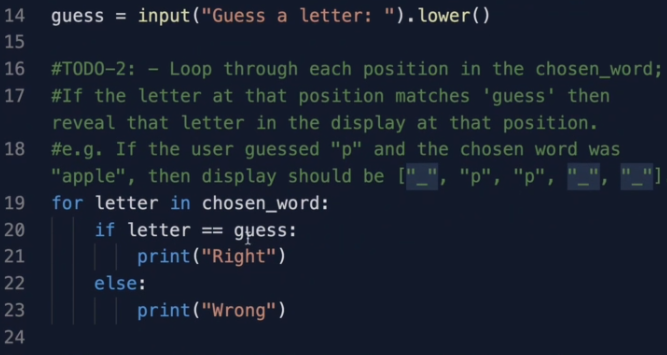 14 guess = input("Guess a letter: ").lower()
15
16 #TODO-2: - Loop through each position in the chosen_word;
17 #If the letter at that position matches 'guess' then
reveal that letter in the display at that position.
18 #e.g. If the user guessed "p" and the chosen word was
"apple", then display should be ["_", "p", "p", "_", "_"]
19 for letter in chosen_word:
20     if letter == guess:
21         print("Right")
22     else:
23         print("Wrong")
24